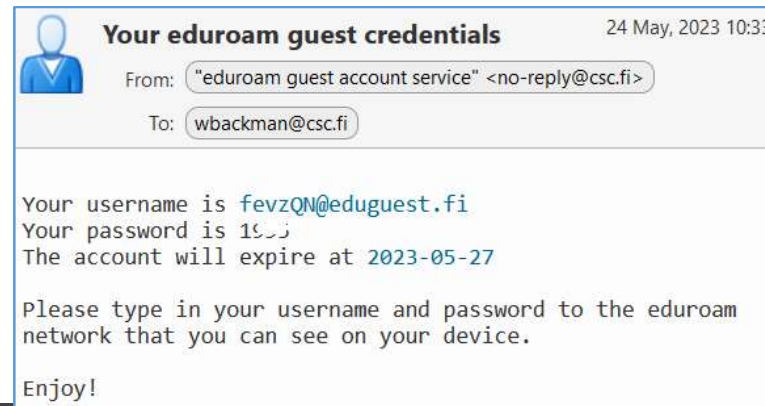 Your eduroam guest credentials
24 May, 2023 10:33
From: "eduroam guest account service" <no-reply@csc.fi>
To: wbackman@csc.fi
Your username is fevzQN@eduguest.fi
Your password is
The account will expire at 2023-05-27
Please type in your username and password to the eduroam
network that you can see on your device.
Enjoy!